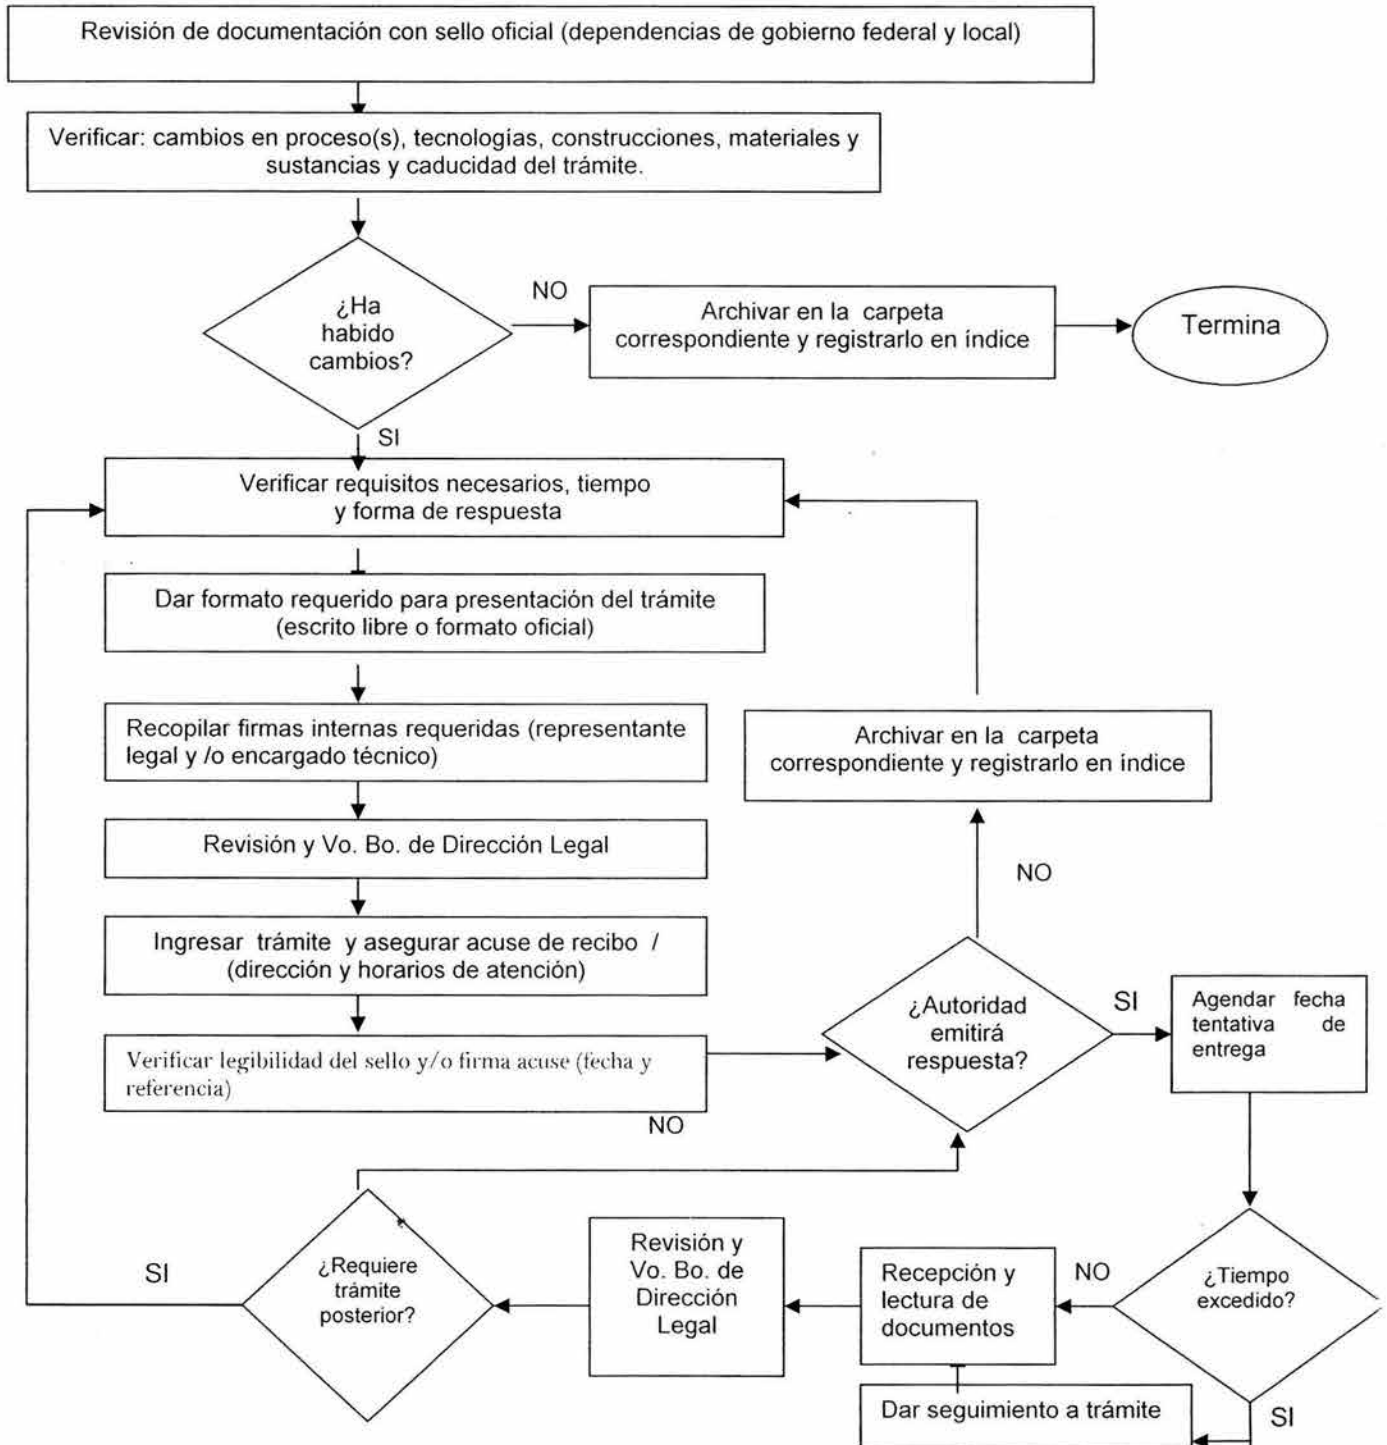 Revisión de documentación con sello oficial (dependencias de gobierno federal y local)
Verificar: cambios en proceso(s), tecnologías, construcciones, materiales y
sustancias y caducidad del trámite.
¿Ha
habido
cambios?
NO
Archivar en la carpeta
correspondiente y registrarlo en índice
Termina
SI
Verificar requisitos necesarios, tiempo
y forma de respuesta
Dar formato requerido para presentación del trámite
(escrito libre o formato oficial)
Recopilar firmas internas requeridas (representante
legal y /o encargado técnico)
Archivar en la carpeta
correspondiente y registrarlo en índice
Revisión y Vo. Bo. de Dirección Legal
NO
Ingresar trámite y asegurar acuse de recibo /
(dirección y horarios de atención)
¿Autoridad
emitirá
respuesta?
SI
Agendar fecha
tentativa de
entrega
Verificar legibilidad del sello y/o firma acuse (fecha y
referencia)
NO
SI
¿Requiere
trámite
posterior?
Revisión y
Vo. Bo. de
Dirección
Legal
Recepción y
lectura de
documentos
NO
¿Tiempo
excedido?
Dar seguimiento a trámite
SI